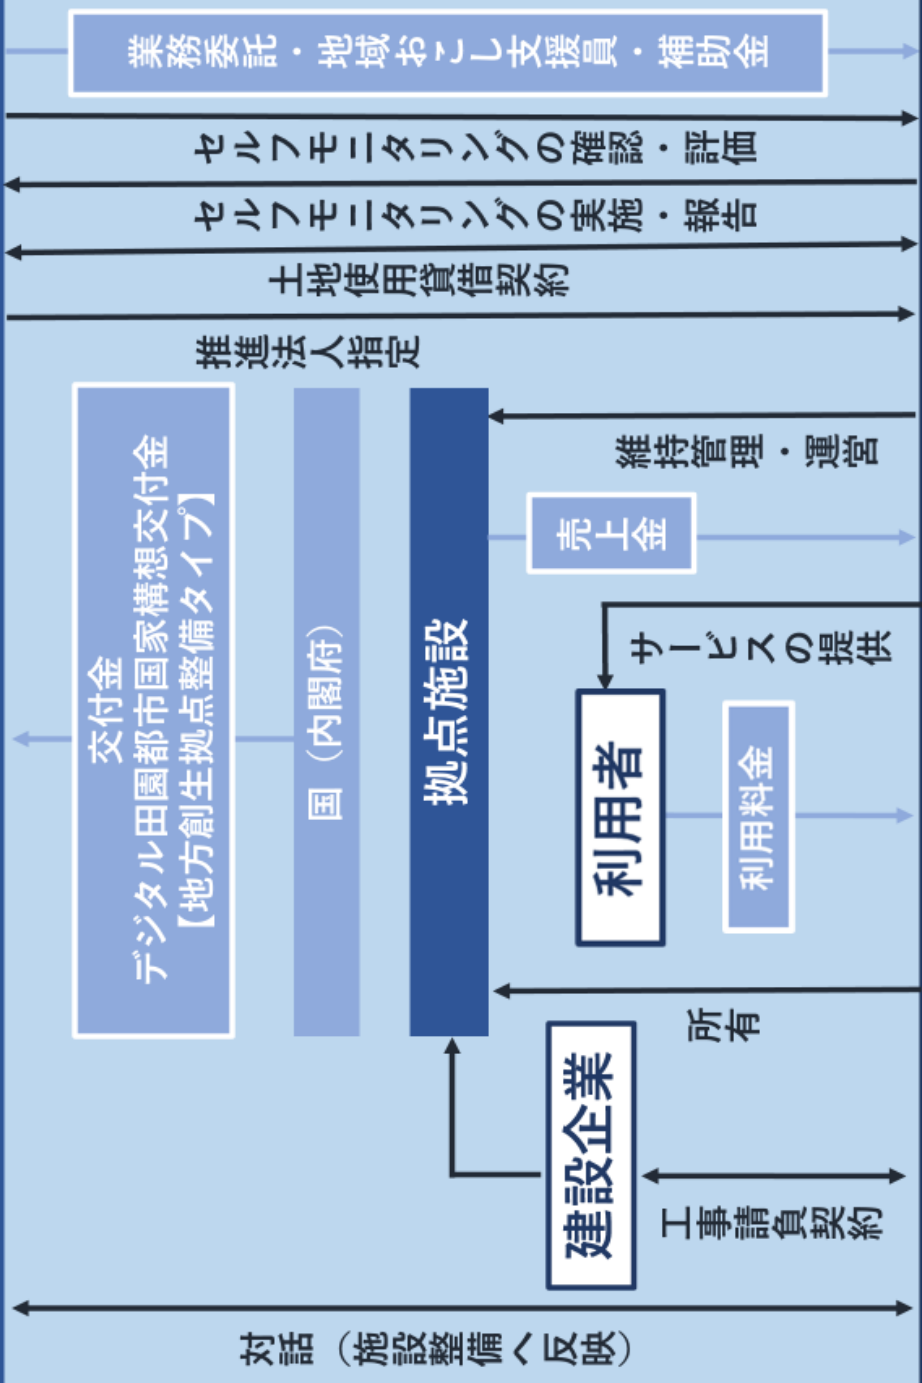 業務委託・地域おこし支援員・補助金
セルフモニタリングの確認・評価
セルフモニタリングの実施・報告
土地使用貸借契約
推進法人指定
交付金
デジタル田園都市国家構想交付金
【地方創生拠点整備タイプ】
国（内閣府）
拠点施設
維持管理・運営
売上金
サービスの提供
利用者
利用料金
所有
建設企業
工事請負契約
対話（施設整備へ反映）